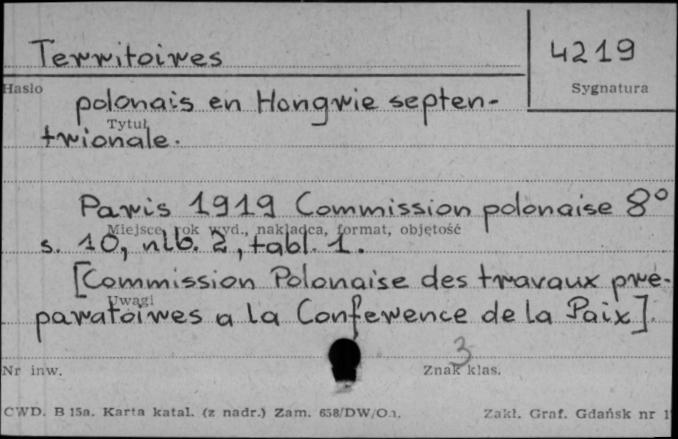 Territoires
4219
Hasło
Sygnatura
polonais en Hongrie septen-
Tytuł
trionale.
Paris 1919 Commission polonaise 8°
Miejsce, rok wyd., nakładca, format, objętość
s. 10, nlb. 2, tabl. 1.
[Commission Polonaise des travaux pré-
Uwagi
paratoires a la Conference de la Paix].
3
Nr inw.
Znak klas.
CWD. B 15a. Karta katal. (z nadr.) Zam. 658/DW/O.1.
Zakł. Graf. Gdańsk nr 1